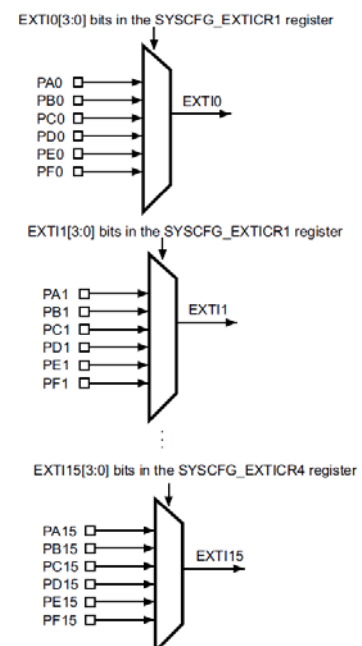 EXTI0[3:0] bits in the SYSCFG_EXTICR1 register
PA0
PB0
PC0
PD0
PE0
PF0
EXTI0
EXTI1[3:0] bits in the SYSCFG_EXTICR1 register
PA1
PB1
PC1
PD1
PE1
PF1
EXTI1
EXTI15[3:0] bits in the SYSCFG_EXTICR4 register
PA15
PB15
PC15
PD15
PE15
PF15
EXTI15